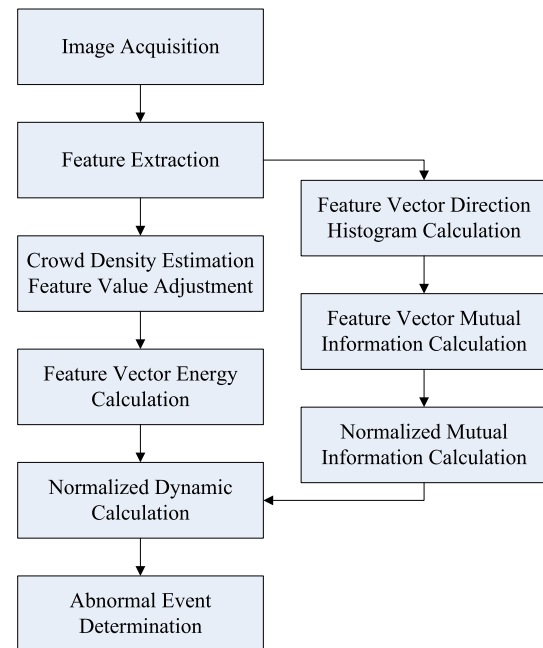 Image Acquisition
Feature Extraction
Feature Vector Direction
Histogram Calculation
Crowd Density Estimation
Feature Value Adjustment
Feature Vector Mutual
Information Calculation
Feature Vector Energy
Calculation
Normalized Mutual
Information Calculation
Normalized Dynamic
Calculation
Abnormal Event
Determination